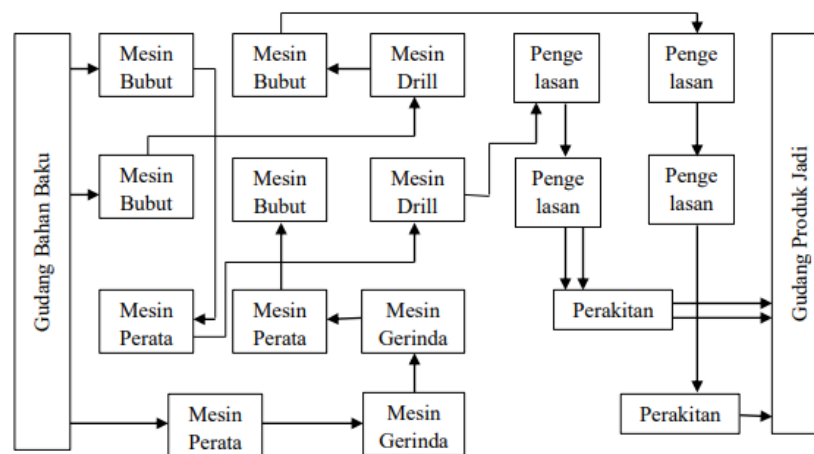 Gudang Bahan Baku
Mesin
Bubut
Mesin
Bubut
Mesin
Drill
Penge
lasan
Penge
lasan
Mesin
Bubut
Mesin
Bubut
Mesin
Drill
Penge
lasan
Penge
lasan
Mesin
Perata
Mesin
Perata
Mesin
Gerinda
Perakitan
Mesin
Perata
Mesin
Gerinda
Perakitan
Gudang Produk Jadi